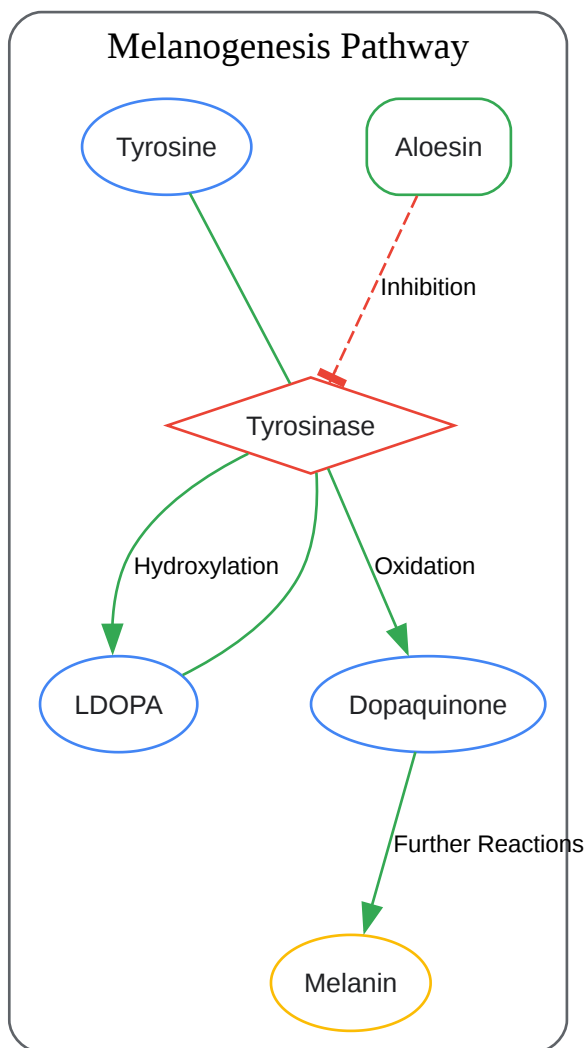 Melanogenesis Pathway
Tyrosine
Aloesin
Inhibition
Tyrosinase
Hydroxylation
Oxidation
LDOPA
Dopaquinone
Further Reactions
Melanin